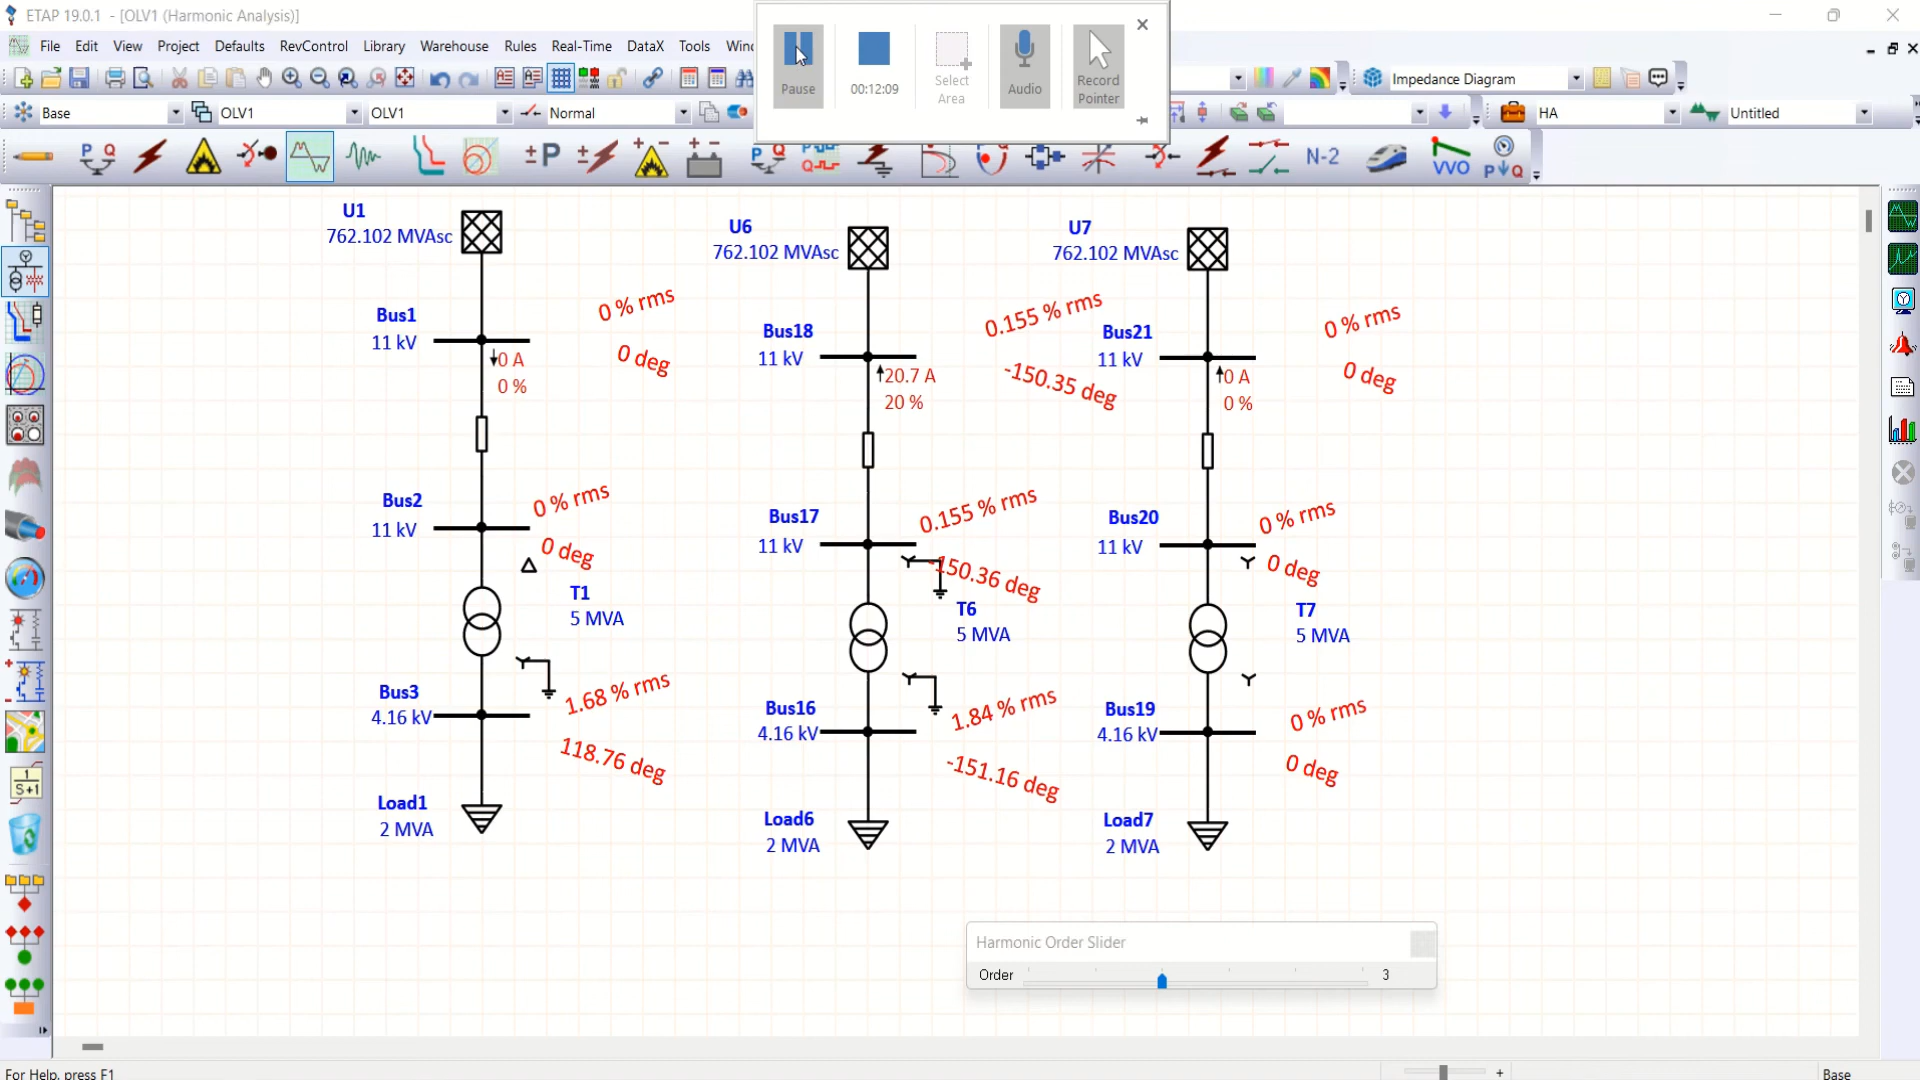 ETAP 19.0.1 - [OLV1 (Harmonic Analysis)]
File Edit View Project Defaults RevControl Library Warehouse Rules Real-Time DataX Tools
Pause
00:12:09
Select
Area
Audio
Record
Pointer
Impedance Diagram
Base
OLV1
OLV1
Normal
HA
Untitled
P Q
±P
P Q
N-2
VVO
P Q
U1
762.102 MVAsc
U6
762.102 MVAsc
U7
762.102 MVAsc
Bus1
11 kV
0 % rms
0 deg
0 A
0 %
Bus18
11 kV
0.155 % rms
-150.35 deg
20.7 A
20 %
Bus21
11 kV
0 % rms
0 deg
0 A
0 %
Bus2
11 kV
0 % rms
0 deg
T1
5 MVA
Bus17
11 kV
0.155 % rms
-150.36 deg
T6
5 MVA
Bus20
11 kV
0 % rms
0 deg
T7
5 MVA
Bus3
4.16 kV
1.68 % rms
118.76 deg
Bus16
4.16 kV
1.84 % rms
-151.16 deg
Bus19
4.16 kV
0 % rms
0 deg
Load1
2 MVA
Load6
2 MVA
Load7
2 MVA
1
S+1
Harmonic Order Slider
Order
3
For Help, press F1
Base